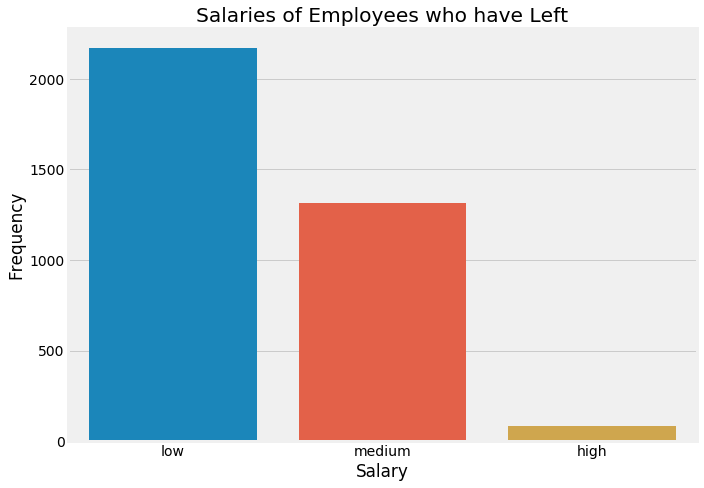 Salaries of Employees who have Left
2000
1500
1000
500
0
Frequency
low medium high
Salary